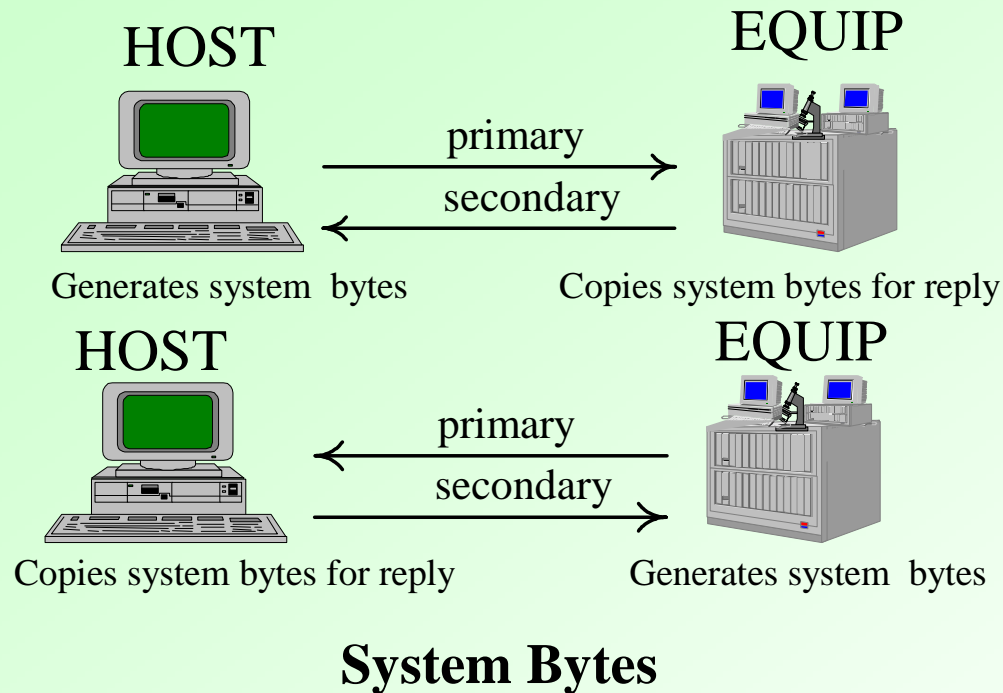 HOST
EQUIP
primary
secondary
Generates system bytes
Copies system bytes for reply
HOST
EQUIP
primary
secondary
Copies system bytes for reply
Generates system bytes
System Bytes